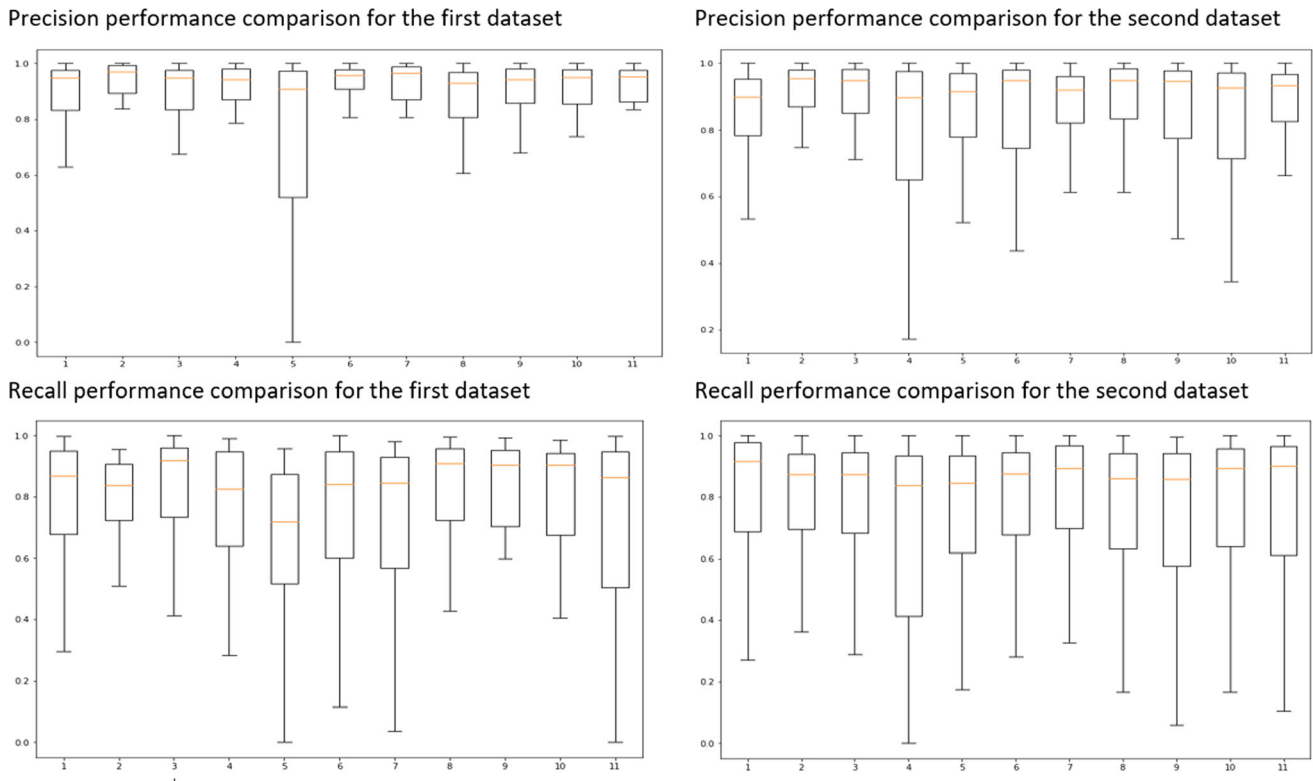 Precision performance comparison for the first dataset
Precision performance comparison for the second dataset
1.0
0.8
0.6
0.4
0.2
0.0
1 2 3 4 5 6 7 8 9 10 11
1.0
0.8
0.6
0.4
0.2
1 2 3 4 5 6 7 8 9 10 11
Recall performance comparison for the first dataset
Recall performance comparison for the second dataset
1.0
0.8
0.6
0.4
0.2
0.0
1 2 3 4 5 6 7 8 9 10 11
1.0
0.8
0.6
0.4
0.2
0.0
1 2 3 4 5 6 7 8 9 10 11